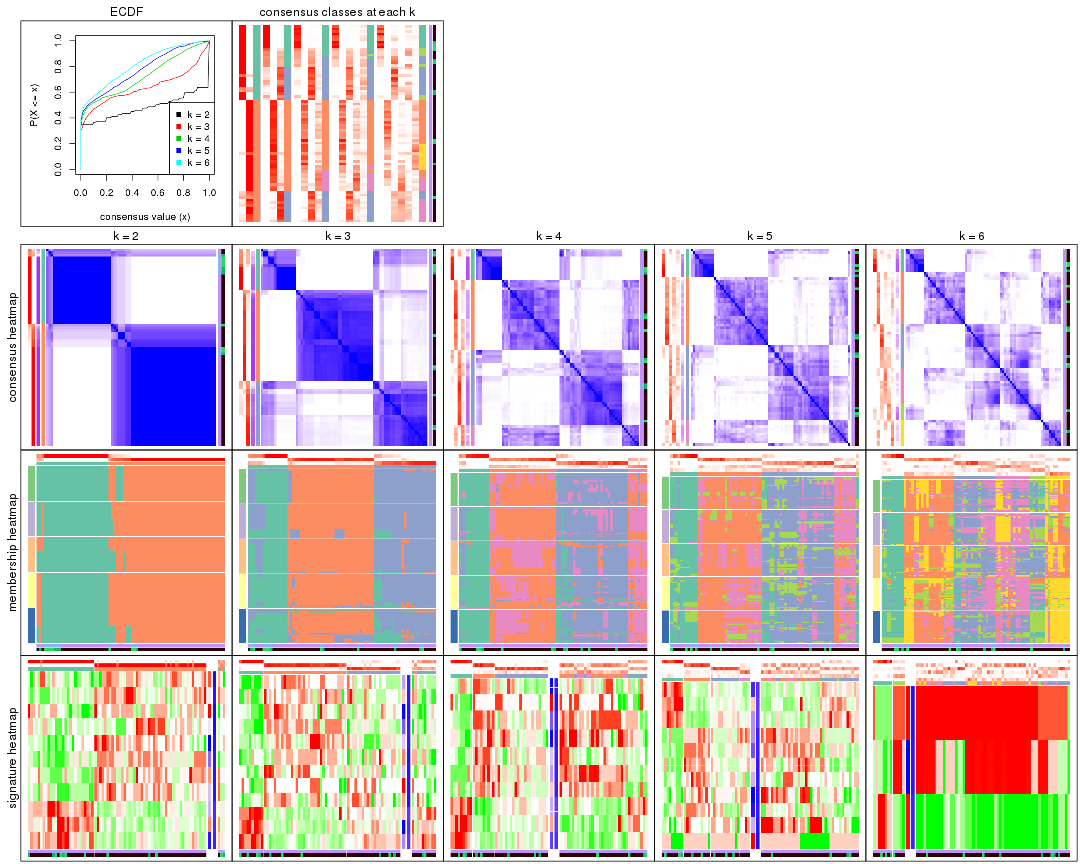 ECDF
consensus classes at each k
P(X <= x)
0.0 0.2 0.4 0.6 0.8 1.0
k = 2
k = 3
k = 4
k = 5
k = 6
0.0 0.2 0.4 0.6 0.8 1.0
consensus value (x)
k = 2
k = 3
k = 4
k = 5
k = 6
consensus heatmap
membership heatmap
signature heatmap